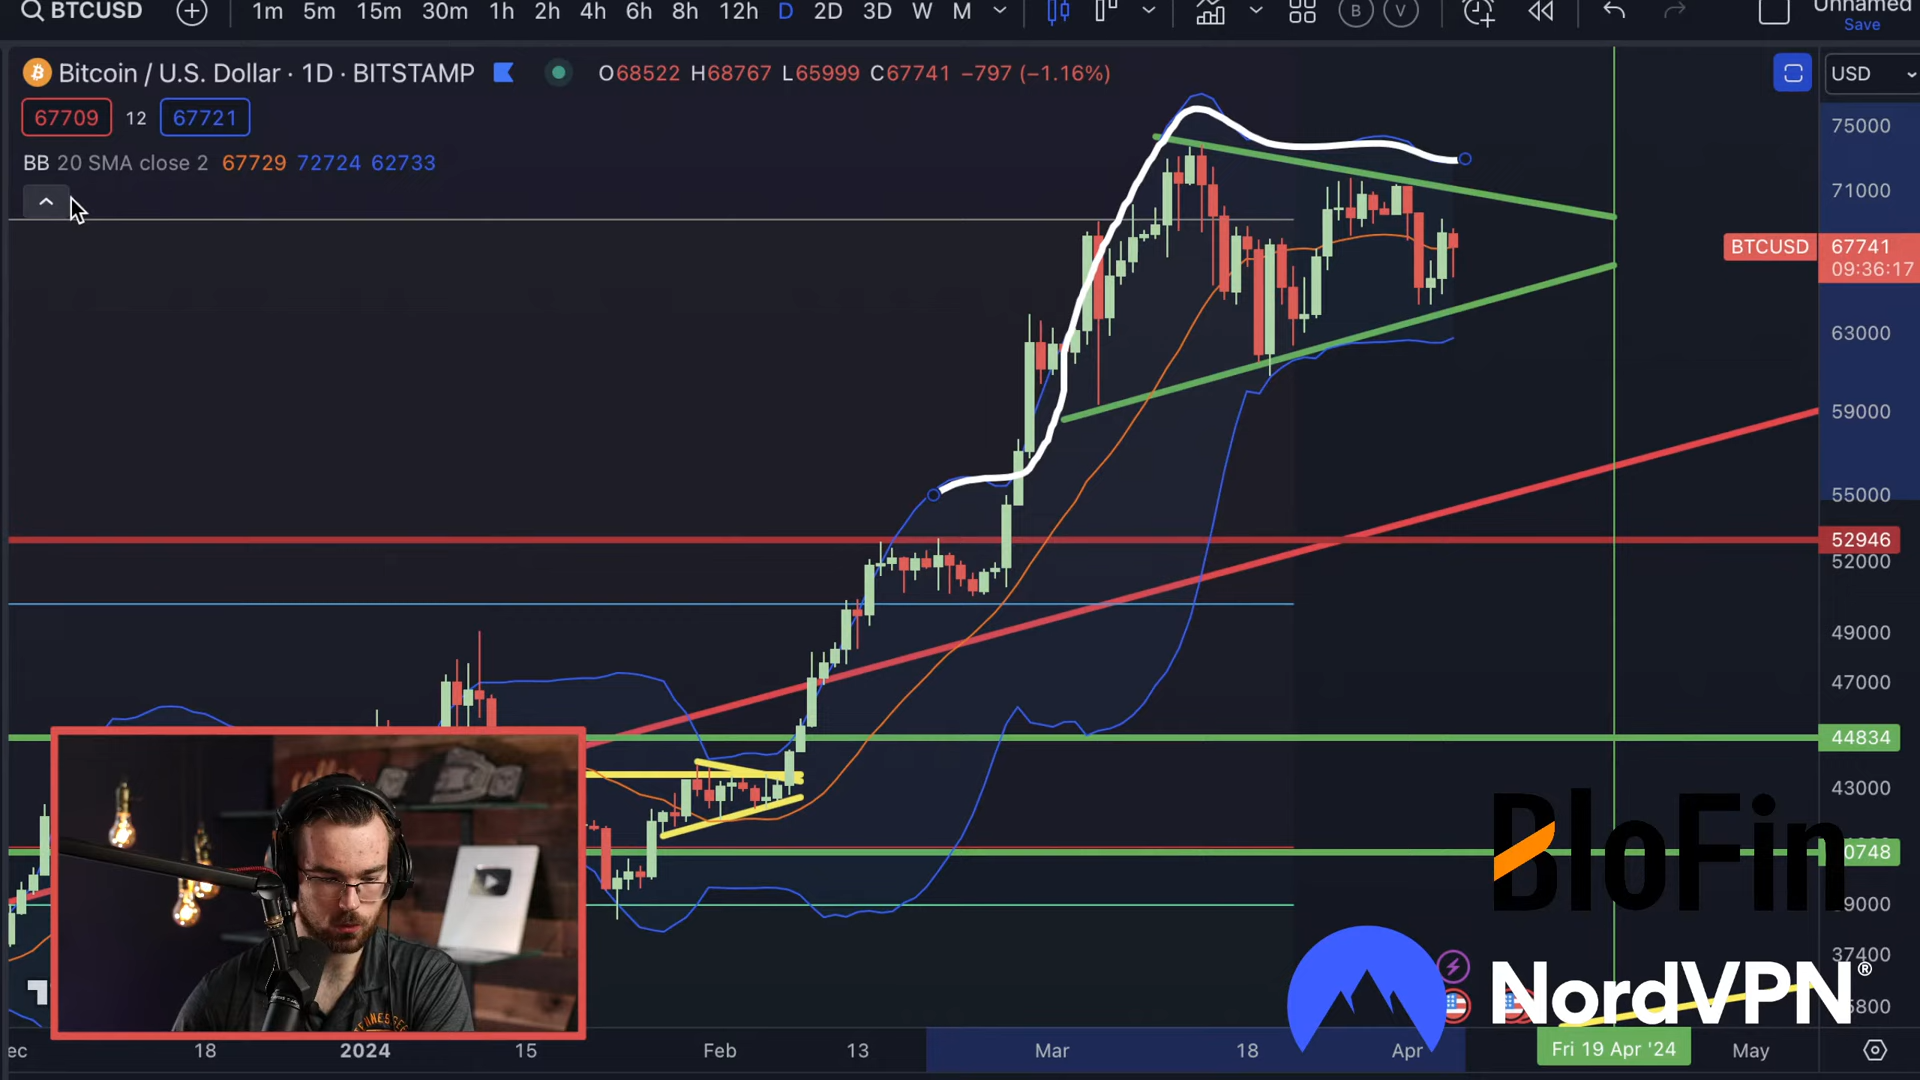 BTCUSD 1m 5m 15m 30m 1h 2h 4h 6h 8h 12h D 2D 3D W M B V Unnamed
Save
Bitcoin / U.S. Dollar · 1D · BITSTAMP O68522 H68767 L65999 C67741 −797 (−1.16%) USD
67709 12 67721
BB 20 SMA close 2 67729 72724 62733
75000
71000
BTCUSD 67741
09:36:17
63000
59000
55000
52946
52000
49000
47000
44834
43000
0748
9000
37400
5800
BloFin
NordVPN®
ec 18 2024 15 Feb 13 Mar 18 Apr Fri 19 Apr '24 May